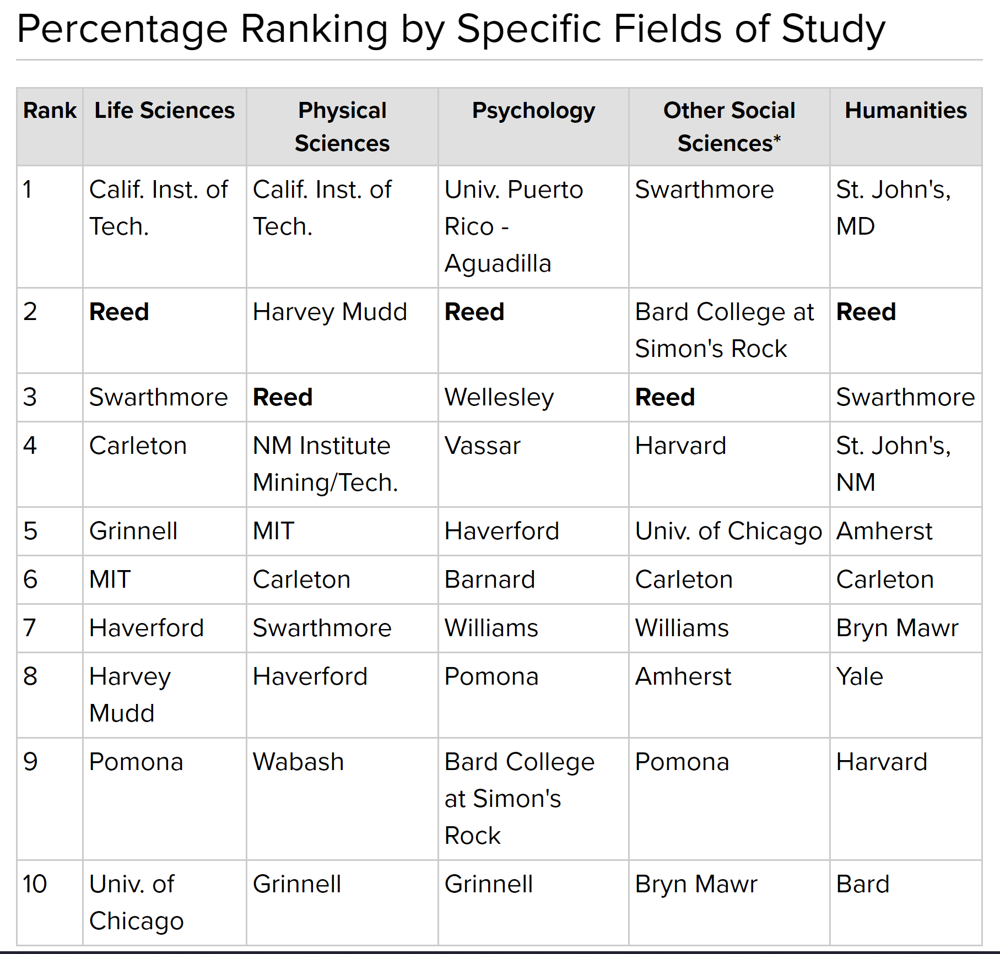 Percentage Ranking by Specific Fields of Study
Rank Life Sciences Physical Sciences Psychology Other Social Sciences* Humanities
1 Calif. Inst. of Tech. Calif. Inst. of Tech. Univ. Puerto Rico - Aguadilla Swarthmore St. John's, MD
2 Reed Harvey Mudd Reed Bard College at Simon's Rock Reed
3 Swarthmore Reed Wellesley Reed Swarthmore
4 Carleton NM Institute Mining/Tech. Vassar Harvard St. John's, NM
5 Grinnell MIT Haverford Univ. of Chicago Amherst
6 MIT Carleton Barnard Carleton Carleton
7 Haverford Swarthmore Williams Williams Bryn Mawr
8 Harvey Mudd Haverford Pomona Amherst Yale
9 Pomona Wabash Bard College at Simon's Rock Pomona Harvard
10 Univ. of Chicago Grinnell Grinnell Bryn Mawr Bard